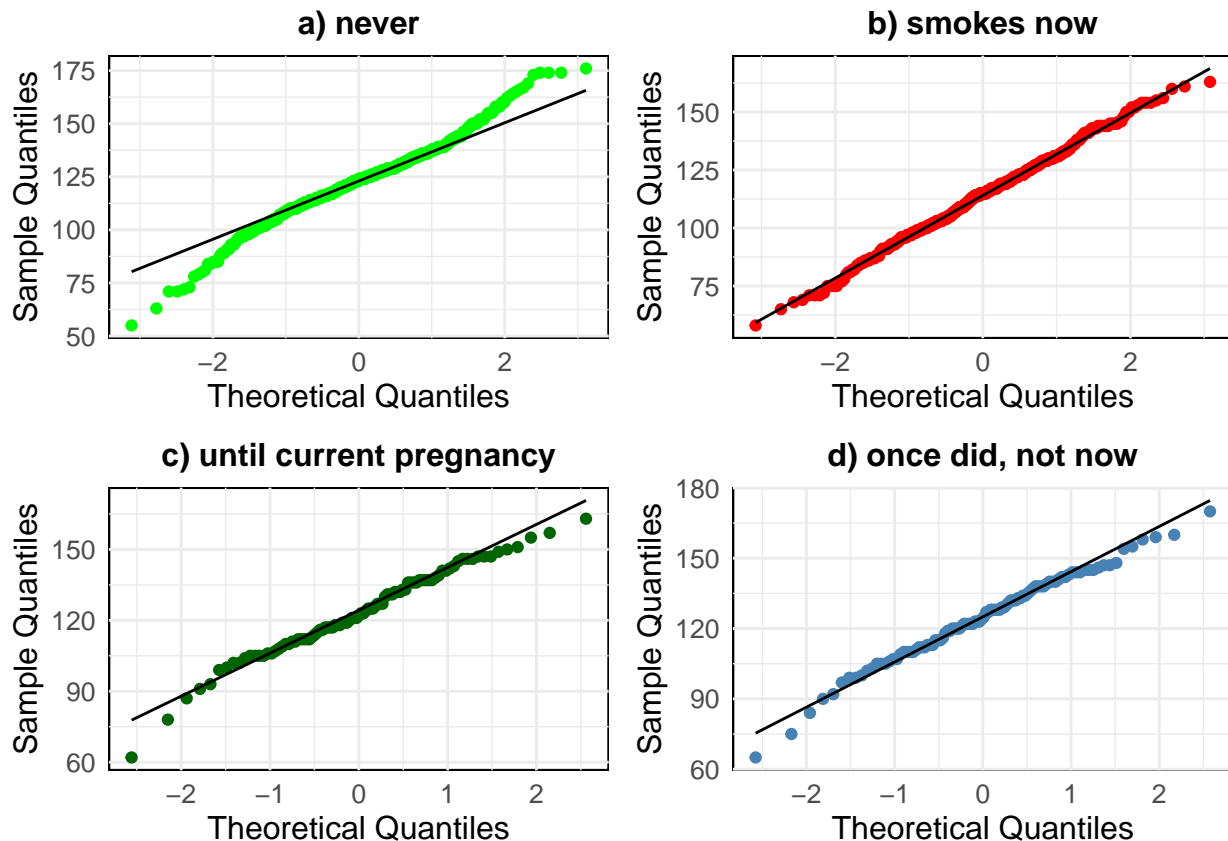 a) never
175
150
125
100
75
50
Sample Quantiles
−2
0
2
Theoretical Quantiles
b) smokes now
150
125
100
75
Sample Quantiles
−2
0
2
Theoretical Quantiles
c) until current pregnancy
150
120
90
60
Sample Quantiles
−2
−1
0
1
2
Theoretical Quantiles
d) once did, not now
180
150
120
90
60
Sample Quantiles
−2
−1
0
1
2
Theoretical Quantiles